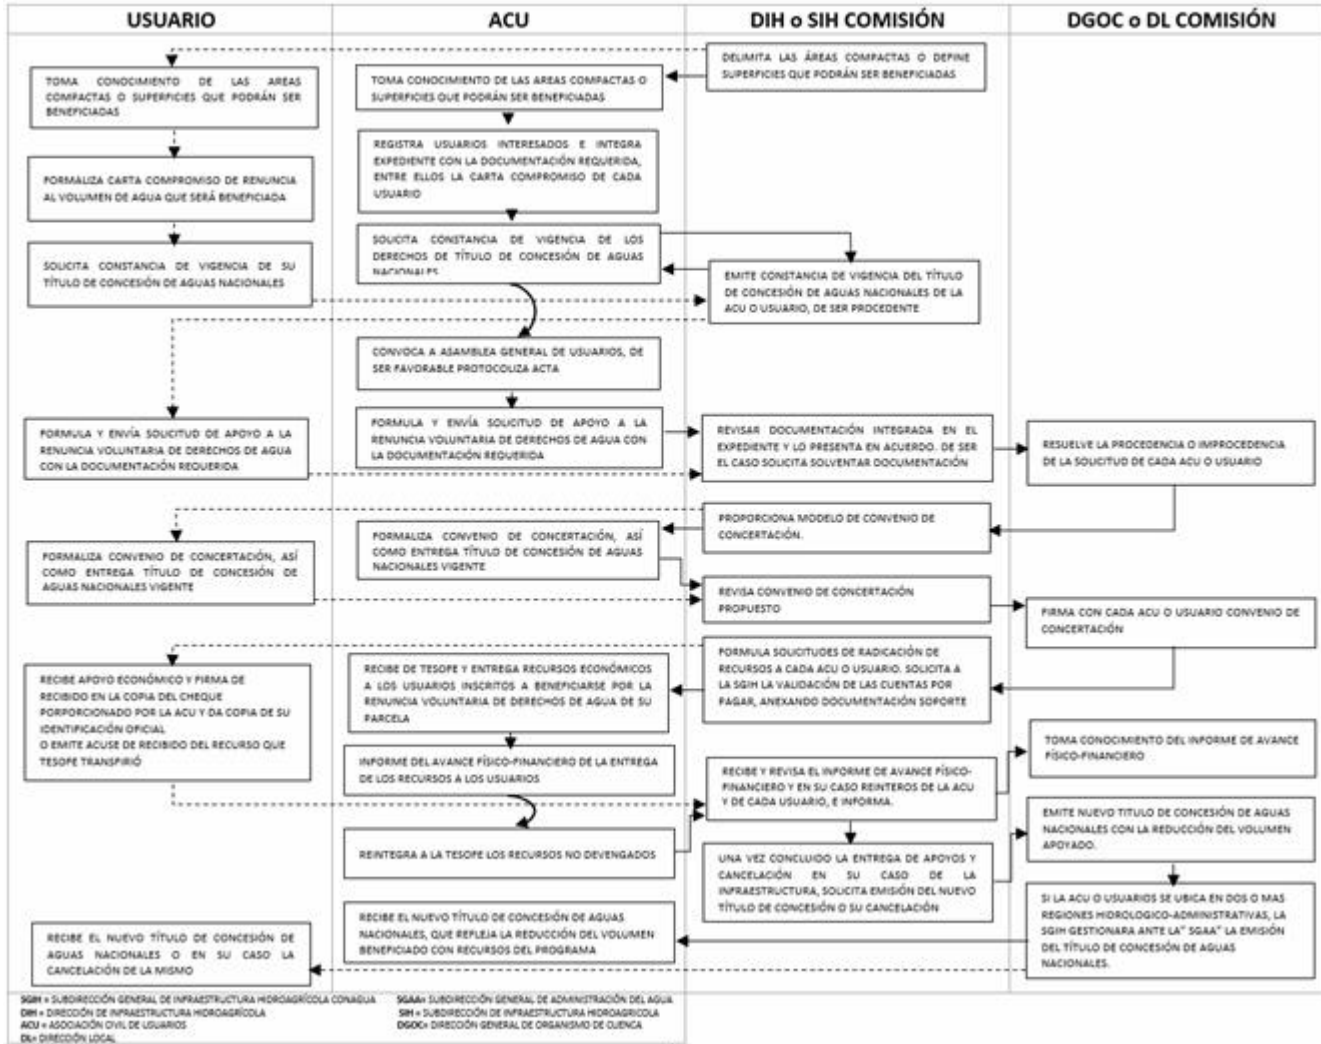 USUARIO
ACU
DIH o SIH COMISIÓN
DGOC o DL COMISIÓN
DELIMITA LAS ÁREAS COMPACTAS O DEFINE
SUPERFICIES QUE PODRÁN SER BENEFICIADAS
TOMA CONOCIMIENTO DE LAS AREAS
COMPACTAS O SUPERFICIES QUE PODRÁN SER
BENEFICIADAS
TOMA CONOCIMIENTO DE LAS AREAS COMPACTAS O
SUPERFICIES QUE PODRÁN SER BENEFICIADAS
REGISTRA USUARIOS INTERESADOS E INTEGRA
EXPEDIENTE CON LA DOCUMENTACIÓN REQUERIDA,
ENTRE ELLOS LA CARTA COMPROMISO DE CADA
USUARIO
FORMALIZA CARTA COMPROMISO DE RENUNCIA
AL VOLUMEN DE AGUA QUE SERÁ BENEFICIADA
SOLICITA CONSTANCIA DE VIGENCIA DE SU
TÍTULO DE CONCESIÓN DE AGUAS NACIONALES
SOLICITA CONSTANCIA DE VIGENCIA DE LOS
DERECHOS DE TÍTULO DE CONCESIÓN DE AGUAS
NACIONALES
EMITE CONSTANCIA DE VIGENCIA DEL TÍTULO
DE CONCESIÓN DE AGUAS NACIONALES DE LA
ACU O USUARIO, DE SER PROCEDENTE
CONVOCA A ASAMBLEA GENERAL DE USUARIOS, DE
SER FAVORABLE PROTOCOLIZA ACTA
FORMULA Y ENVÍA SOLICITUD DE APOYO A LA
RENUNCIA VOLUNTARIA DE DERECHOS DE AGUA
CON LA DOCUMENTACIÓN REQUERIDA
FORMULA Y ENVÍA SOLICITUD DE APOYO A LA
RENUNCIA VOLUNTARIA DE DERECHOS DE AGUA CON
LA DOCUMENTACIÓN REQUERIDA
REVISAR DOCUMENTACIÓN INTEGRADA EN EL
EXPEDIENTE Y LO PRESENTA EN ACUERDO. DE SER
EL CASO SOLICITA SOLVENTAR DOCUMENTACIÓN
RESUELVE LA PROCEDENCIA O IMPROCEDENCIA
DE LA SOLICITUD DE CADA ACU O USUARIO
PROPORCIONA MODELO DE CONVENIO DE
CONCERTACIÓN.
FORMALIZA CONVENIO DE CONCERTACIÓN, ASÍ
COMO ENTREGA TÍTULO DE CONCESIÓN DE
AGUAS NACIONALES VIGENTE
FORMALIZA CONVENIO DE CONCERTACIÓN, ASÍ
COMO ENTREGA TÍTULO DE CONCESIÓN DE AGUAS
NACIONALES VIGENTE
REVISA CONVENIO DE CONCERTACIÓN
PROPUESTO
FIRMA CON CADA ACU O USUARIO CONVENIO DE
CONCERTACIÓN
FORMULA SOLICITUDES DE RADICACIÓN DE
RECURSOS A CADA ACU O USUARIO. SOLICITA A
LA SGIH LA VALIDACIÓN DE LAS CUENTAS POR
PAGAR, ANEXANDO DOCUMENTACIÓN SOPORTE
RECIBE APOYO ECONÓMICO Y FIRMA DE
RECIBIDO EN LA COPIA DEL CHEQUE
PORPORCIONADO POR LA ACU Y DA COPIA DE SU
IDENTIFICACIÓN OFICIAL
O EMITE ACUSE DE RECIBIDO DEL RECURSO QUE
TESOFE TRANSFIRIÓ
RECIBE DE TESOFE Y ENTREGA RECURSOS ECONÓMICOS
A LOS USUARIOS INSCRITOS A BENEFICIARSE POR LA
RENUNCIA VOLUNTARIA DE DERECHOS DE AGUA DE SU
PARCELA
INFORME DEL AVANCE FÍSICO-FINANCIERO DE LA ENTREGA
DE LOS RECURSOS A LOS USUARIOS
TOMA CONOCIMIENTO DEL INFORME DE AVANCE
FÍSICO-FINANCIERO
RECIBE Y REVISA EL INFORME DE AVANCE FÍSICO-
FINANCIERO Y EN SU CASO REINTEROS DE LA ACU
Y DE CADA USUARIO, E INFORMA.
REINTEGRA A LA TESOFE LOS RECURSOS NO DEVENGADOS
EMITE NUEVO TITULO DE CONCESIÓN DE AGUAS
NACIONALES CON LA REDUCCIÓN DEL VOLUMEN
APOYADO.
UNA VEZ CONCLUIDO LA ENTREGA DE APOYOS Y
CANCELACIÓN EN SU CASO DE LA
INFRAESTRUCTURA, SOLICITA EMISIÓN DEL NUEVO
TÍTULO DE CONCESIÓN O SU CANCELACIÓN
SI LA ACU O USUARIOS SE UBICA EN DOS O MAS
REGIONES HIDROLOGICO-ADMINISTRATIVAS, LA
SGIH GESTIONARA ANTE LA" SGAA" LA EMISIÓN
DEL TÍTULO DE CONCESIÓN DE AGUAS
NACIONALES.
RECIBE EL NUEVO TÍTULO DE CONCESIÓN DE AGUAS
NACIONALES, QUE REFLEJA LA REDUCCIÓN DEL VOLUMEN
BENEFICIADO CON RECURSOS DEL PROGRAMA
RECIBE EL NUEVO TÍTULO DE CONCESIÓN DE
AGUAS NACIONALES O EN SU CASO LA
CANCELACIÓN DE LA MISMO
SGIH = SUBDIRECCIÓN GENERAL DE INFRAESTRUCTURA HIDROAGRÍCOLA CONAGUA
SGAA= SUBDIRECCIÓN GENERAL DE ADMINISTRACIÓN DEL AGUA
DIH = DIRECCIÓN DE INFRAESTRUCTURA HIDROAGRÍCOLA
SIH = SUBDIRECCIÓN DE INFRAESTRUCTURA HIDROAGRICOLA
ACU = ASOCIACIÓN CIVIL DE USUARIOS
DGOC= DIRECCIÓN GENERAL DE ORGANISMO DE CUENCA
DL= DIRECCIÓN LOCAL